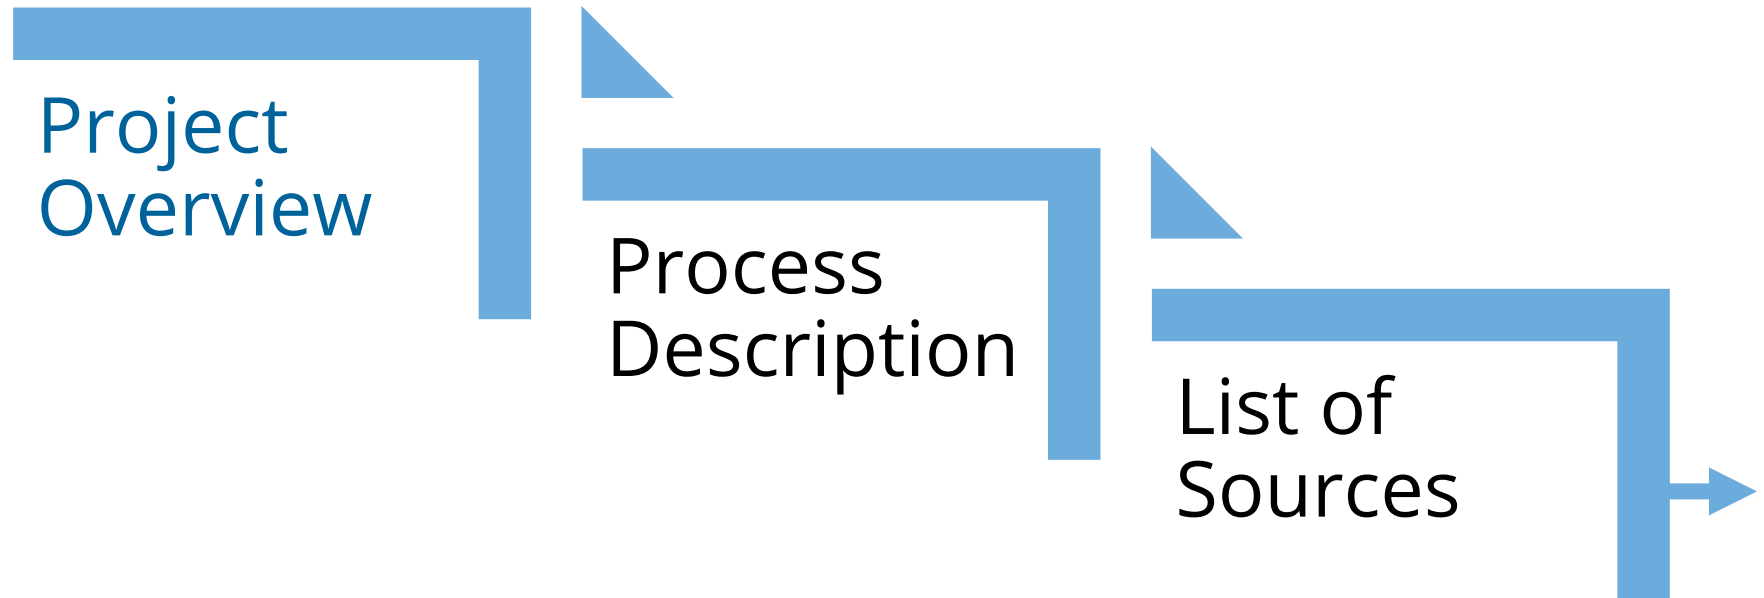 Project
Overview
Process
Description
List of
Sources